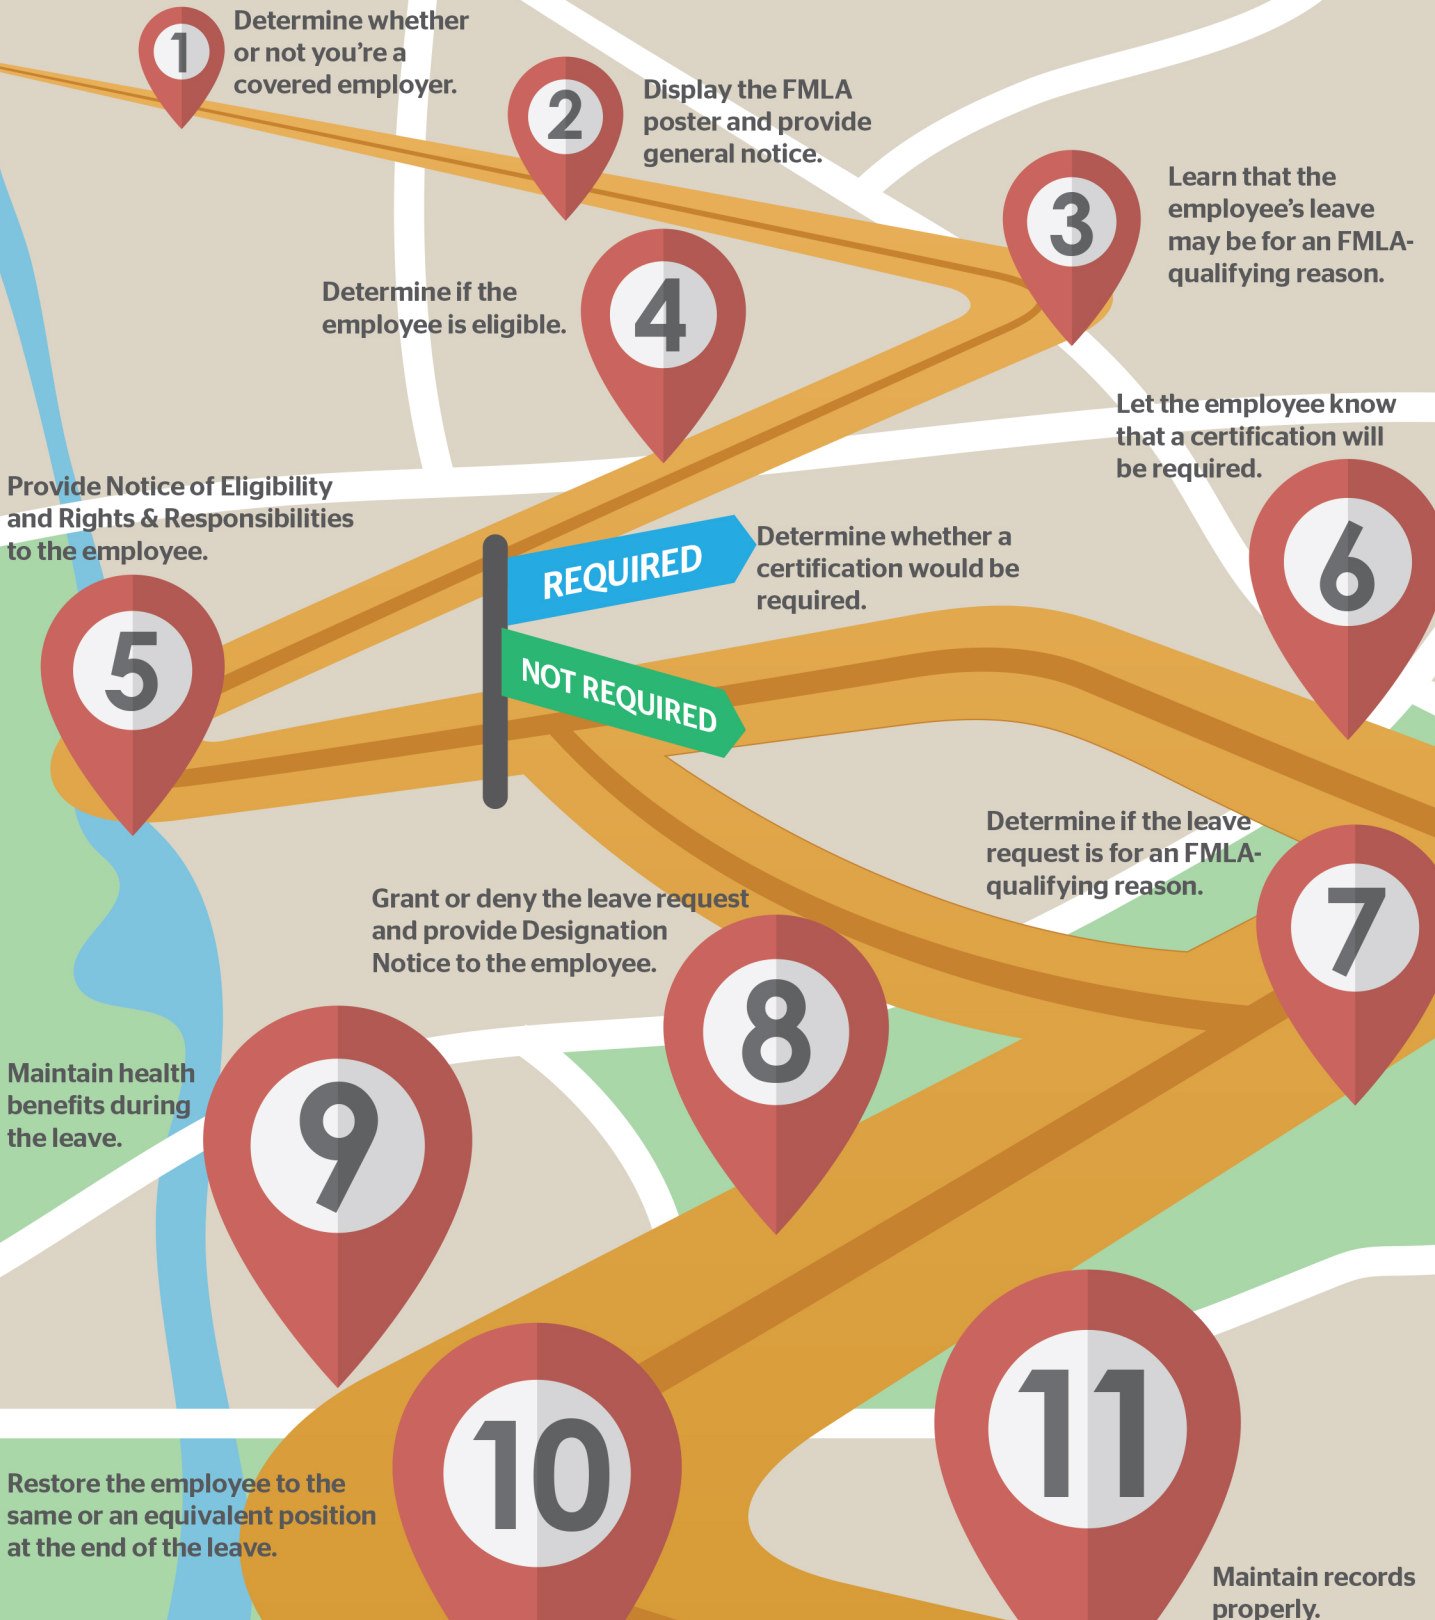 1
Determine whether
or not you're a
covered employer.
2
Display the FMLA
poster and provide
general notice.
3
Learn that the
employee's leave
may be for an FMLA-
qualifying reason.
4
Determine if the
employee is eligible.
5
Provide Notice of Eligibility
and Rights & Responsibilities
to the employee.
REQUIRED
NOT REQUIRED
Determine whether a
certification would be
required.
6
Let the employee know
that a certification will
be required.
7
Determine if the leave
request is for an FMLA-
qualifying reason.
8
Grant or deny the leave request
and provide Designation
Notice to the employee.
9
Maintain health
benefits during
the leave.
10
Restore the employee to the
same or an equivalent position
at the end of the leave.
11
Maintain records
properly.